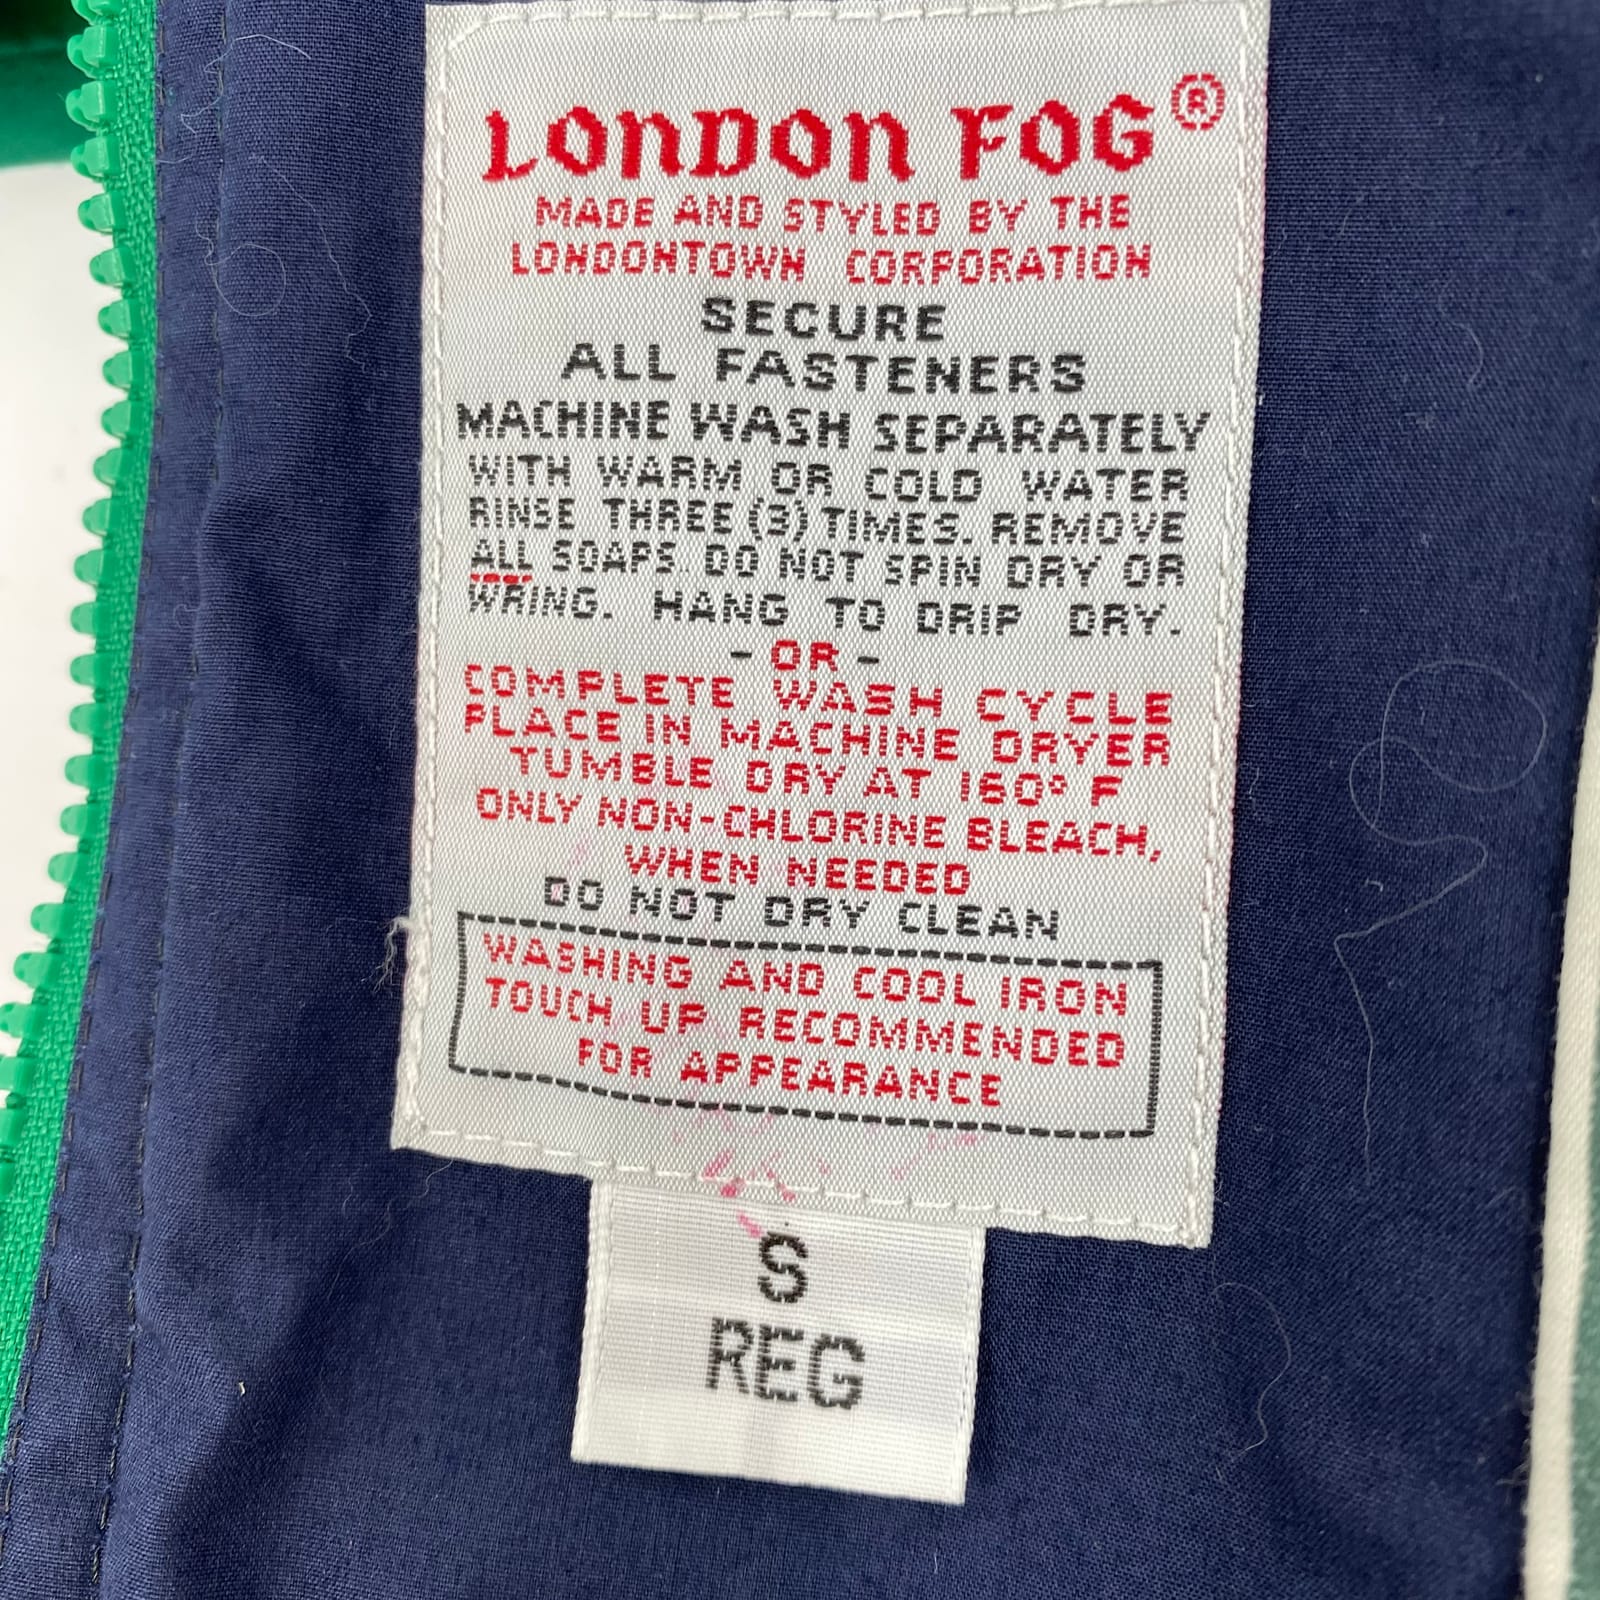 LONDON FOG®
MADE AND STYLED BY THE
LONDONTOWN CORPORATION
SECURE
ALL FASTENERS
MACHINE WASH SEPARATELY
WITH WARM OR COLD WATER
RINSE THREE (3) TIMES. REMOVE
ALL SOAPS. DO NOT SPIN DRY OR
WRING. HANG TO DRIP DRY.
- OR -
COMPLETE WASH CYCLE
PLACE IN MACHINE DRYER
TUMBLE DRY AT 160° F
ONLY NON-CHLORINE BLEACH,
WHEN NEEDED
DO NOT DRY CLEAN
WASHING AND COOL IRON
TOUCH UP RECOMMENDED
FOR APPEARANCE
S
REG